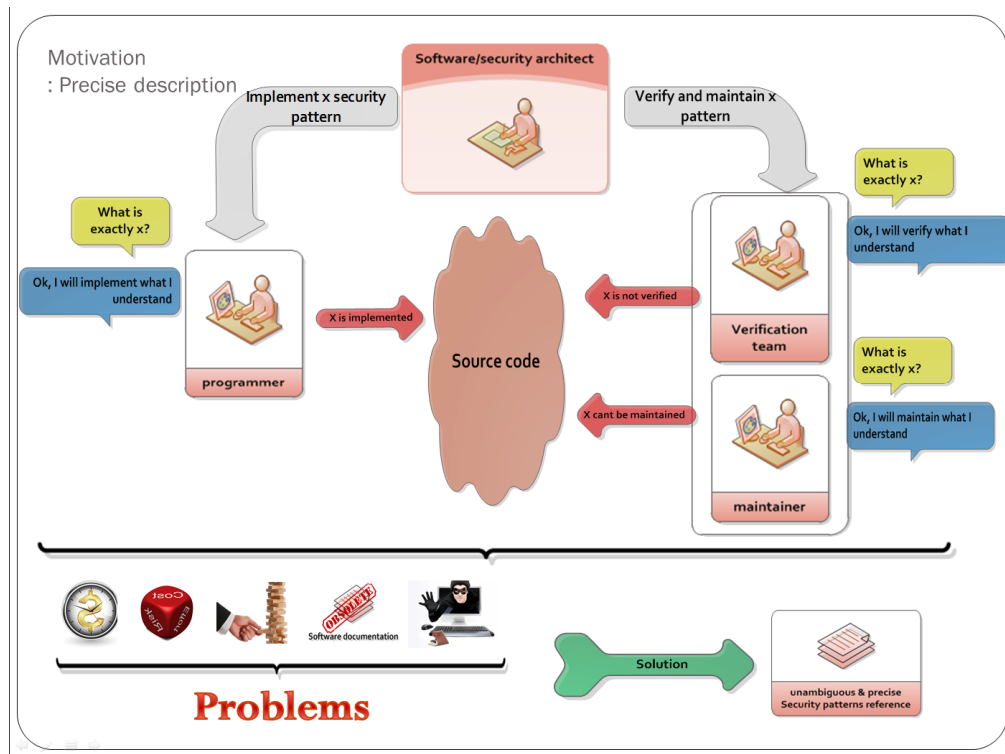 Motivation
: Precise description
Software/security architect
Implement x security
pattern
Verify and maintain x
pattern
What is
exactly x?
Ok, I will implement what I
understand
programmer
X is implemented
Source code
X is not verified
X cant be maintained
Verification
team
What is
exactly x?
Ok, I will verify what I
understand
maintainer
What is
exactly x?
Ok, I will maintain what I
understand
Cost
Effort
Risk
OBSOLETE
Software documentation
Problems
Solution
unambiguous & precise
Security patterns reference